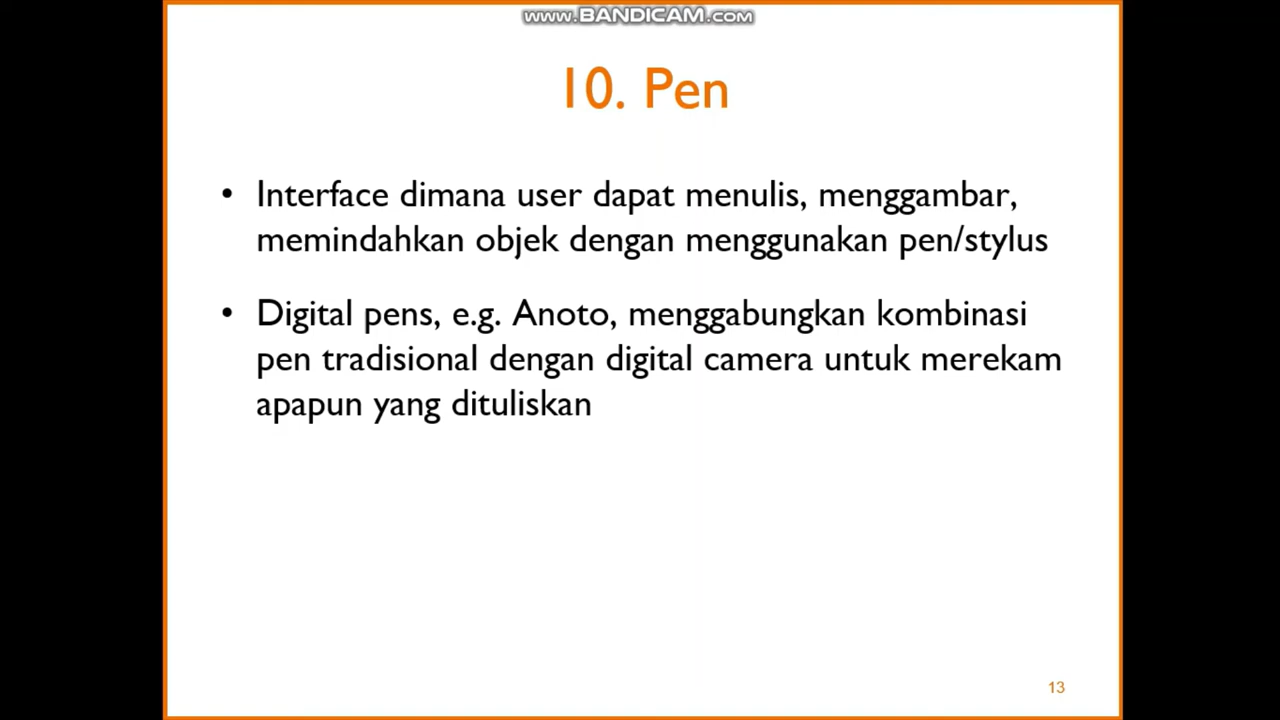 www.BANDICAM.com
10. Pen
• Interface dimana user dapat menulis, menggambar,
memindahkan objek dengan menggunakan pen/stylus
• Digital pens, e.g. Anoto, menggabungkan kombinasi
pen tradisional dengan digital camera untuk merekam
apapun yang dituliskan
13